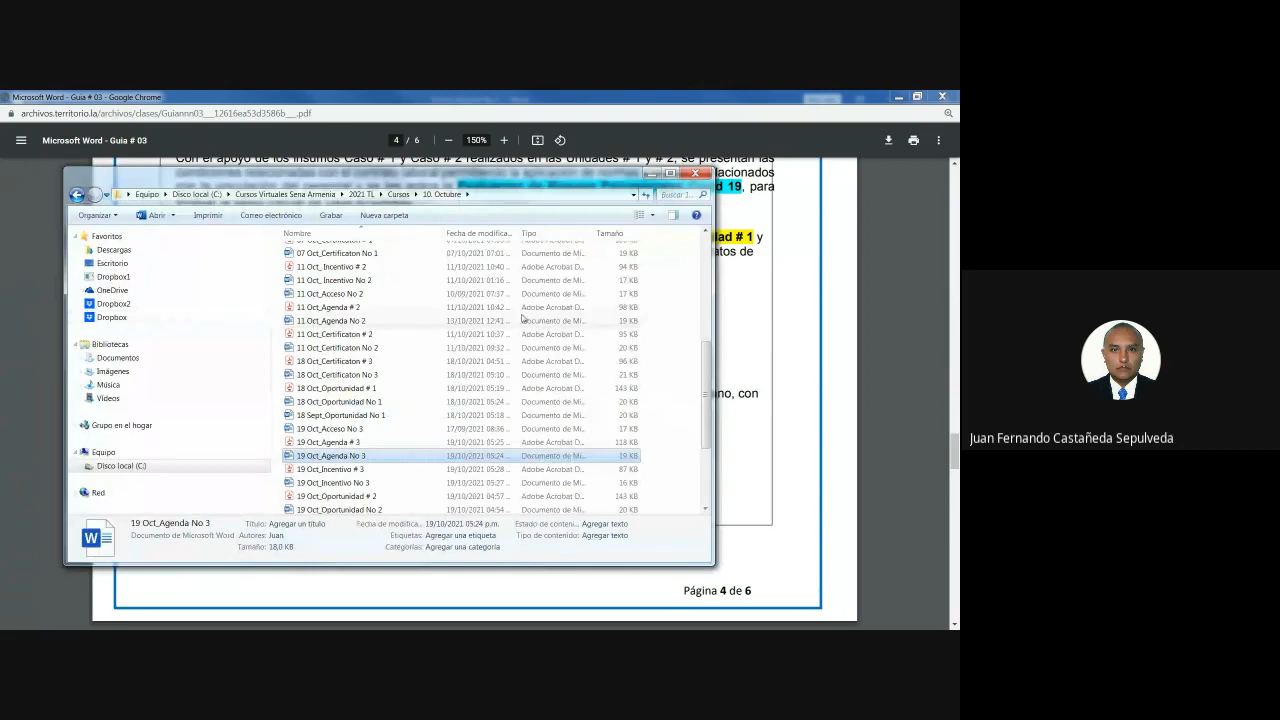 Microsoft Word - Guia # 03 - Google Chrome
archivos.territorio.la/archivos/clases/Guiannn03___12616ea53d3586b__.pdf
Microsoft Word - Guia # 03
4 / 6
150%
Con el apoyo de los insumos Caso # 1 y Caso # 2 realizados en las Unidades # 1 y # 2, se presentan las
elacionados
d 19, para
dad # 1 y
atos de
no, con
Equipo
Disco local (C:)
Cursos Virtuales Sena Armenia
2021 TL
Cursos
10. Octubre
Buscar 1...
Organizar
Abrir
Imprimir
Correo electrónico
Grabar
Nueva carpeta
Nombre Fecha de modifica... Tipo Tamaño
07 Oct_Certificaton No 1 07/10/2021 07:01 ... Documento de Mi... 19 KB
11 Oct_ Incentivo # 2 11/10/2021 10:40 ... Adobe Acrobat D... 94 KB
11 Oct_ Incentivo No 2 11/10/2021 01:16 ... Documento de Mi... 17 KB
11 Oct_Acceso No 2 10/09/2021 07:37 ... Documento de Mi... 17 KB
11 Oct_Agenda # 2 11/10/2021 10:42 ... Adobe Acrobat D... 98 KB
11 Oct_Agenda No 2 13/10/2021 12:41 ... Documento de Mi... 19 KB
11 Oct_Certificaton # 2 11/10/2021 10:37 ... Adobe Acrobat D... 95 KB
11 Oct_Certificaton No 2 11/10/2021 09:32 ... Documento de Mi... 20 KB
18 Oct_Certificaton # 3 18/10/2021 04:51 ... Adobe Acrobat D... 96 KB
18 Oct_Certificaton No 3 18/10/2021 05:10 ... Documento de Mi... 21 KB
18 Oct_Oportunidad # 1 18/10/2021 05:19 ... Adobe Acrobat D... 143 KB
18 Oct_Oportunidad No 1 18/10/2021 05:24 ... Documento de Mi... 20 KB
18 Sept_Oportunidad No 1 18/10/2021 05:18 ... Documento de Mi... 20 KB
19 Oct_Acceso No 3 17/09/2021 08:36 ... Documento de Mi... 17 KB
19 Oct_Agenda # 3 19/10/2021 05:25 ... Adobe Acrobat D... 118 KB
19 Oct_Agenda No 3 19/10/2021 05:24 ... Documento de Mi... 19 KB
19 Oct_Incentivo # 3 19/10/2021 05:28 ... Adobe Acrobat D... 87 KB
19 Oct_Incentivo No 3 19/10/2021 05:27 ... Documento de Mi... 16 KB
19 Oct_Oportunidad # 2 19/10/2021 04:57 ... Adobe Acrobat D... 143 KB
19 Oct_Oportunidad No 2 19/10/2021 04:54 ... Documento de Mi... 20 KB
Favoritos
Descargas
Escritorio
Dropbox1
OneDrive
Dropbox2
Dropbox
Bibliotecas
Documentos
Imágenes
Música
Vídeos
Grupo en el hogar
Equipo
Disco local (C:)
Red
19 Oct_Agenda No 3 Título: Agregar un título Fecha de modifica... 19/10/2021 05:24 p.m. Estado de conteni... Agregar texto
Documento de Microsoft Word Autores: Juan Etiquetas: Agregar una etiqueta Tipo de contenido: Agregar texto
Tamaño: 18,0 KB Categorías: Agregar una categoría
Página 4 de 6
Juan Fernando Castañeda Sepulveda